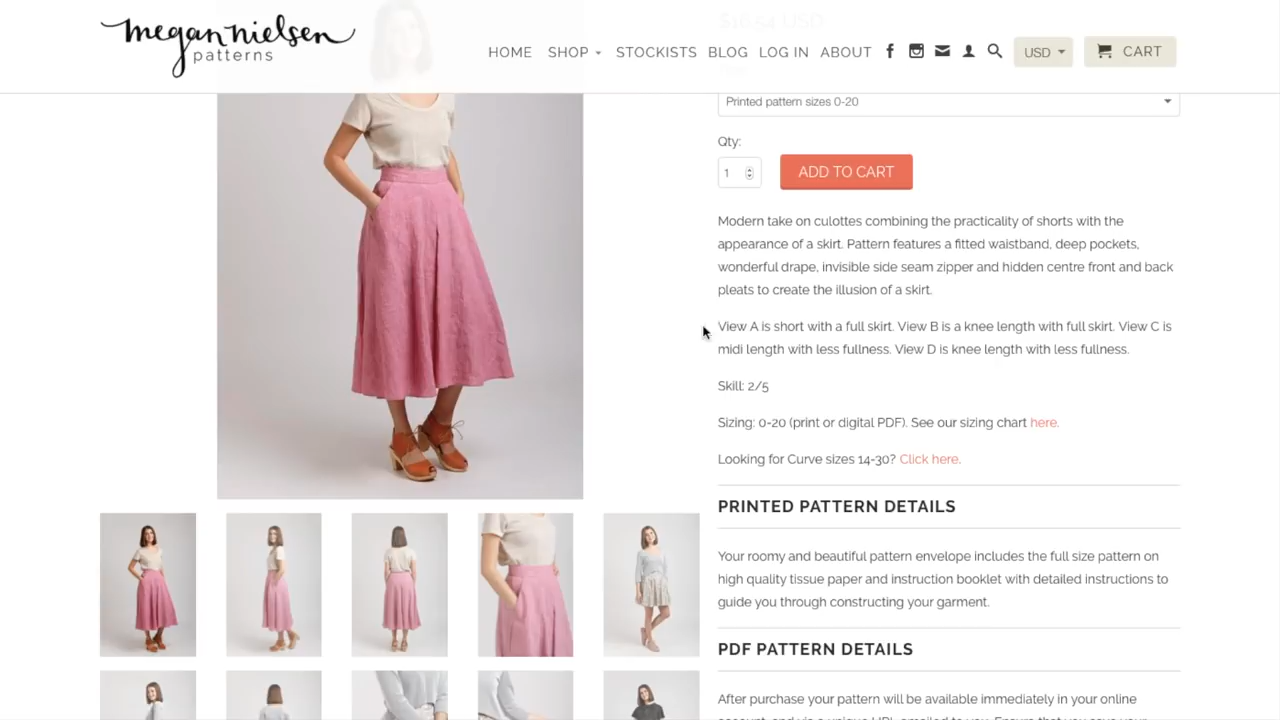 megan nielsen
patterns
HOME SHOP STOCKISTS BLOG LOG IN ABOUT USD CART
Printed pattern sizes 0-20
Qty:
1 ADD TO CART
Modern take on culottes combining the practicality of shorts with the
appearance of a skirt. Pattern features a fitted waistband, deep pockets,
wonderful drape, invisible side seam zipper and hidden centre front and back
pleats to create the illusion of a skirt.
View A is short with a full skirt. View B is a knee length with full skirt. View C is
midi length with less fullness. View D is knee length with less fullness.
Skill: 2/5
Sizing: 0-20 (print or digital PDF). See our sizing chart here.
Looking for Curve sizes 14-30? Click here.
PRINTED PATTERN DETAILS
Your roomy and beautiful pattern envelope includes the full size pattern on
high quality tissue paper and instruction booklet with detailed instructions to
guide you through constructing your garment.
PDF PATTERN DETAILS
After purchase your pattern will be available immediately in your online